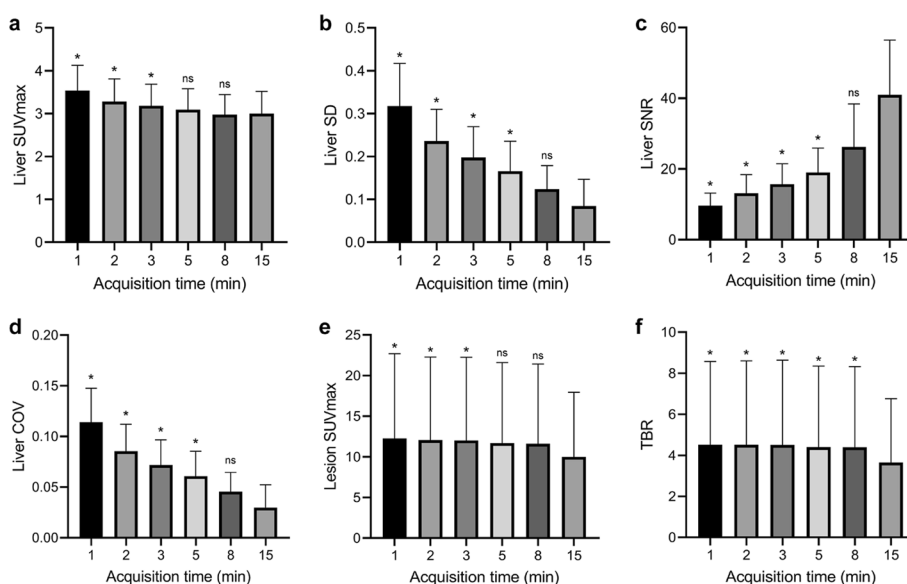 a
Liver SUVmax
5
4
3
2
1
0
* * * ns ns
1 2 3 5 8 15
Acquisition time (min)
b
Liver SD
0.5
0.4
0.3
0.2
0.1
0.0
* * * * ns
1 2 3 5 8 15
Acquisition time (min)
c
Liver SNR
60
40
20
0
* * * * ns
1 2 3 5 8 15
Acquisition time (min)
d
Liver COV
0.20
0.15
0.10
0.05
0.00
* * * * ns
1 2 3 5 8 15
Acquisition time (min)
e
Lesion SUVmax
25
20
15
10
5
0
* * * ns ns
1 2 3 5 8 15
Acquisition time (min)
f
TBR
10
8
6
4
2
0
* * * * *
1 2 3 5 8 15
Acquisition time (min)